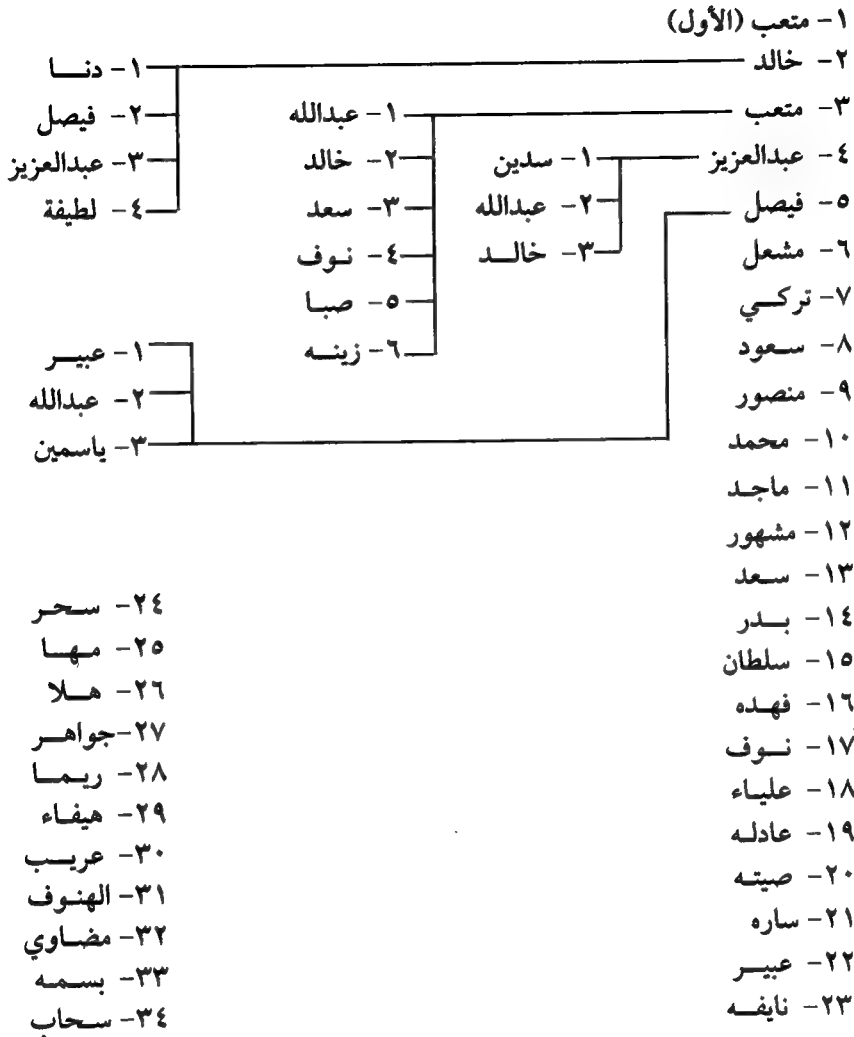 ١- متعب (الأول)
٢- خالد
١- دنا
٢- فيصل
٣- عبدالعزيز
٤- لطيفة
٣- متعب
١- عبدالله
٢- خالد
٣- سعد
٤- نوف
٥- صبا
٦- زينه
٤- عبدالعزيز
١- سدين
٢- عبدالله
٣- خالد
٥- فيصل
١- عبير
٢- عبدالله
٣- ياسمين
٦- مشعل
٧- تركي
٨- سعود
٩- منصور
١٠- محمد
١١- ماجد
١٢- مشهور
١٣- سعد
١٤- بدر
١٥- سلطان
١٦- فهده
١٧- نوف
١٨- علياء
١٩- عادله
٢٠- صيته
٢١- ساره
٢٢- عبير
٢٣- نايفه
٢٤- سحر
٢٥- مها
٢٦- هلا
٢٧- جواهر
٢٨- ريما
٢٩- هيفاء
٣٠- عريب
٣١- الهنوف
٣٢- مضاوي
٣٣- بسمه
٣٤- سحاب